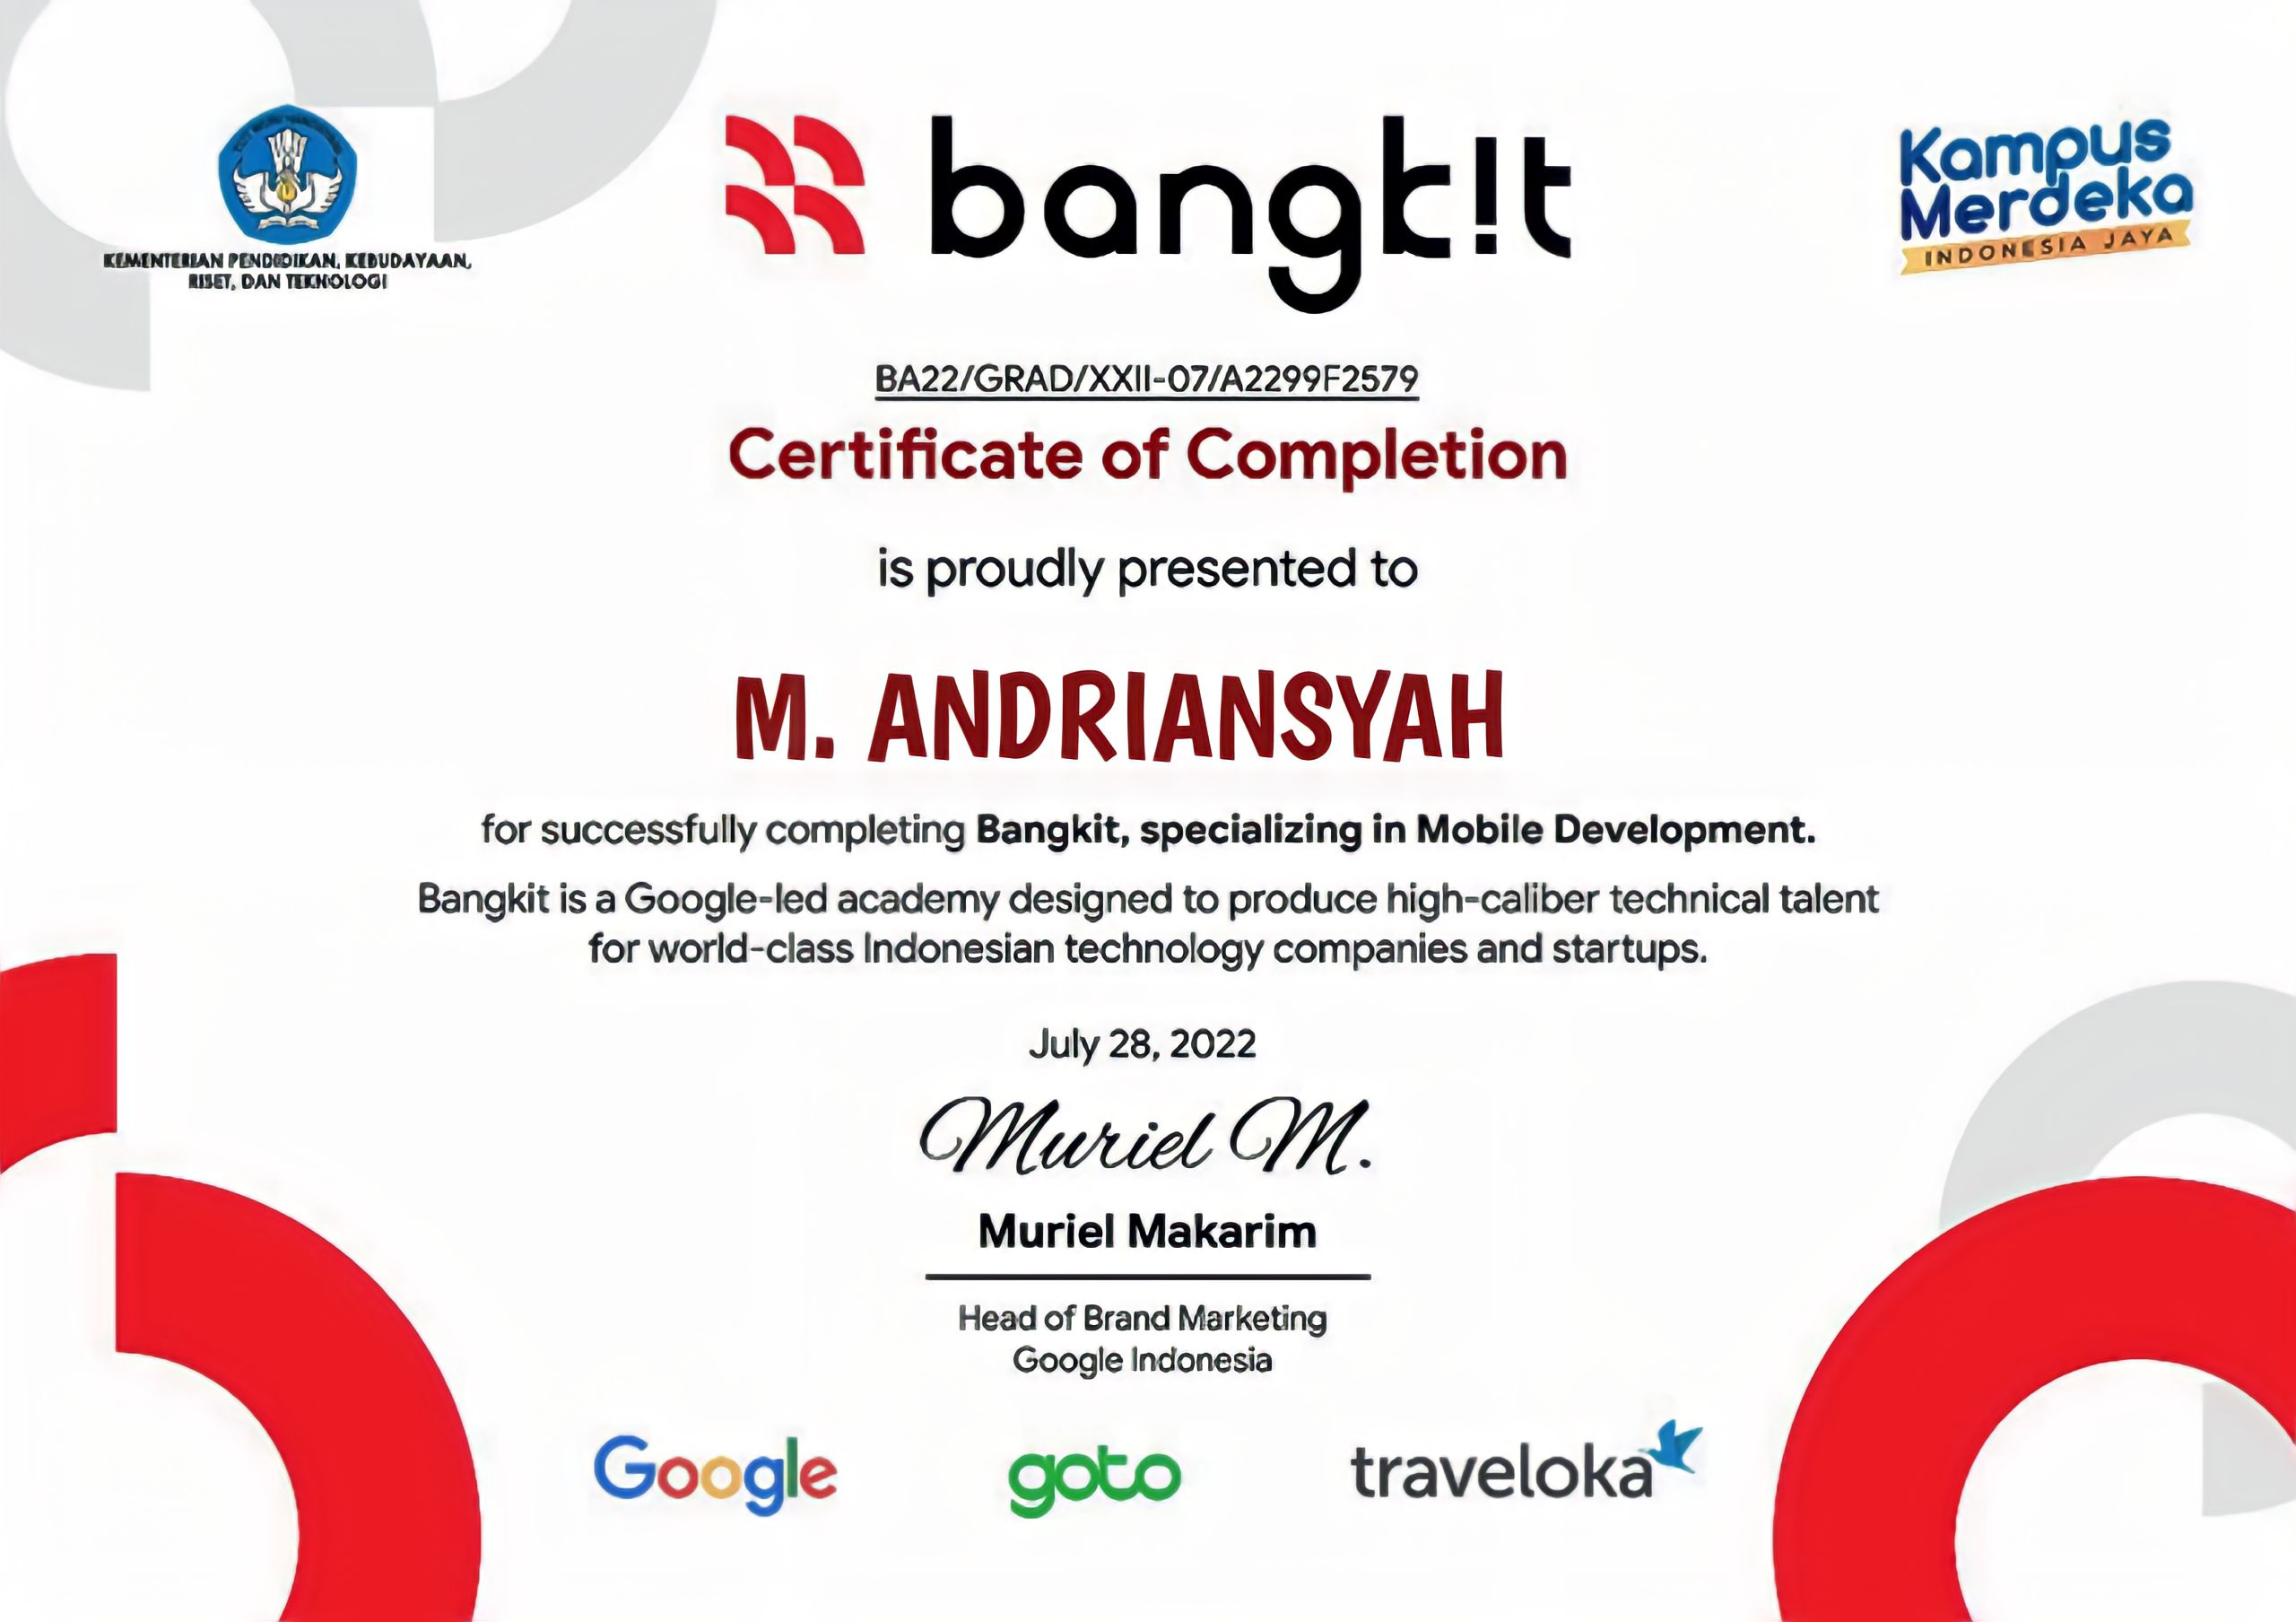 KEMENTERIAN PENDIDIKAN, KEBUDAYAAN,
RISET, DAN TEKNOLOGI
bangk!t
Kampus
Merdeka
INDONESIA JAYA
BA22/GRAD/XXII-07/A2299F2579
Certificate of Completion
is proudly presented to
M. ANDRIANSYAH
for successfully completing Bangkit, specializing in Mobile Development.
Bangkit is a Google-led academy designed to produce high-caliber technical talent
for world-class Indonesian technology companies and startups.
July 28, 2022
Muriel M.
Muriel Makarim
Head of Brand Marketing
Google Indonesia
Google goto traveloka